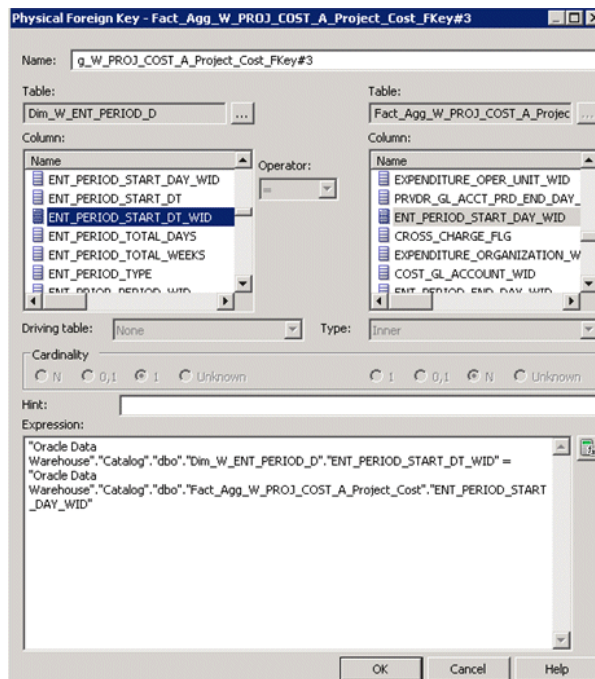 Physical Foreign Key - Fact_Agg_W_PROJ_COST_A_Project_Cost_FKey#3
Name: g_W_PROJ_COST_A_Project_Cost_FKey#3
Table:
Dim_W_ENT_PERIOD_D ...
Table:
Fact_Agg_W_PROJ_COST_A_Projec ...
Column:
Name
ENT_PERIOD_START_DAY_WID
ENT_PERIOD_START_DT
ENT_PERIOD_START_DT_WID
ENT_PERIOD_TOTAL_DAYS
ENT_PERIOD_TOTAL_WEEKS
ENT_PERIOD_TYPE
ENT_PRIOR_PERIOD_WID
Operator:
=
Column:
Name
EXPENDITURE_OPER_UNIT_WID
PRVDR_GL_ACCT_PRD_END_DAY_
ENT_PERIOD_START_DAY_WID
CROSS_CHARGE_FLG
EXPENDITURE_ORGANIZATION_W
COST_GL_ACCOUNT_WID
ENT_PERIOD_END_DAY_WID
Driving table: None Type: Inner
Cardinality
N 0,1 1 Unknown 1 0,1 N Unknown
Hint:
Expression:
"Oracle Data
Warehouse"."Catalog"."dbo"."Dim_W_ENT_PERIOD_D"."ENT_PERIOD_START_DT_WID" =
"Oracle Data
Warehouse"."Catalog"."dbo"."Fact_Agg_W_PROJ_COST_A_Project_Cost"."ENT_PERIOD_START
_DAY_WID"
OK Cancel Help